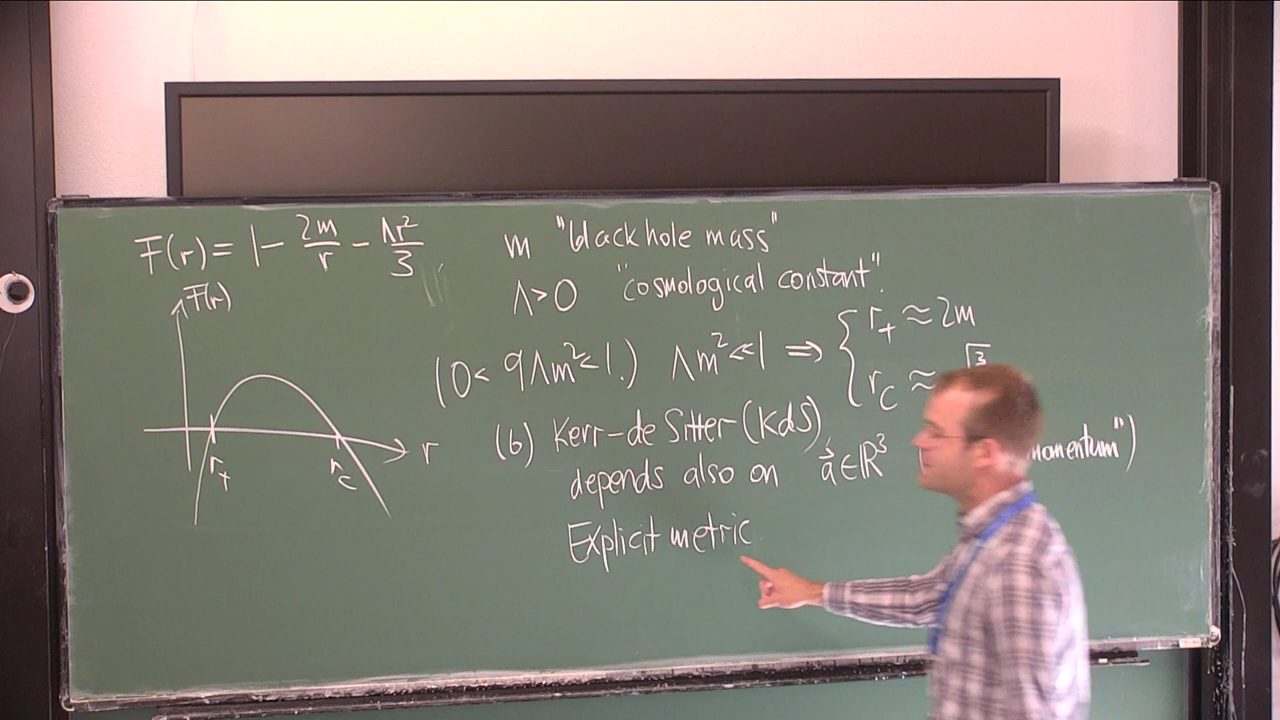 F(r) = 1 - 2m/r - Λr²/3
F(r)
r₊
r_c
r
m "black hole mass"
Λ>0 "cosmological constant".
(0 < 9Λm² < 1.) Λm² << 1 ⇒ { r₊ ≈ 2m
r_c ≈ √3
(b) Kerr-de Sitter (KdS),
depends also on a⃗ ∈ ℝ³ momentum")
Explicit metric